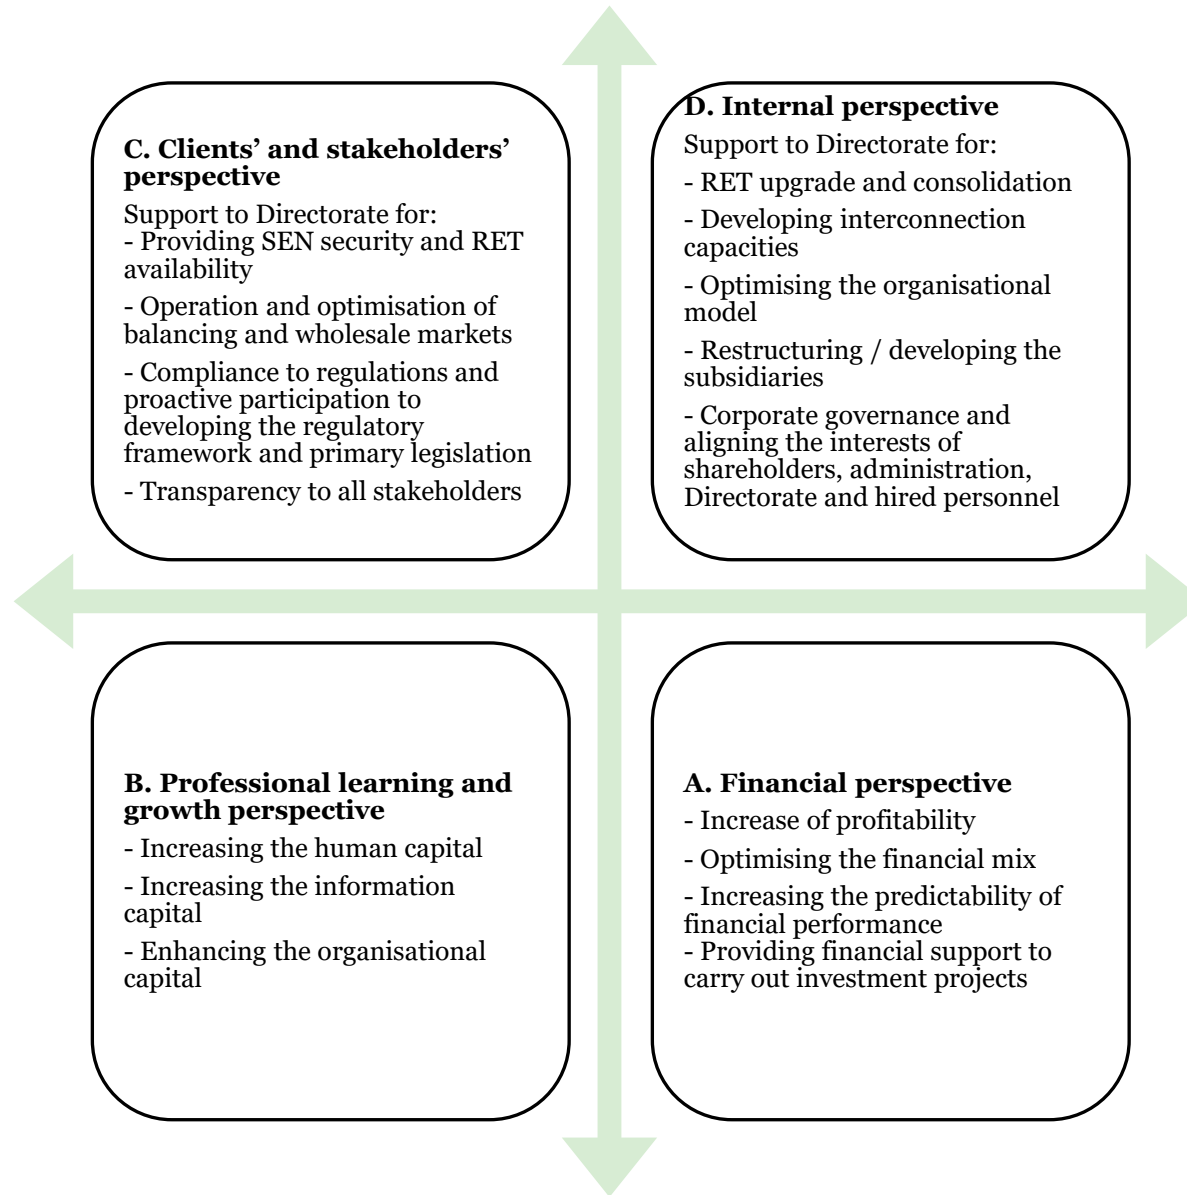 C. Clients’ and stakeholders’
perspective
Support to Directorate for:
- Providing SEN security and RET
availability
- Operation and optimisation of
balancing and wholesale markets
- Compliance to regulations and
proactive participation to
developing the regulatory
framework and primary legislation
- Transparency to all stakeholders
D. Internal perspective
Support to Directorate for:
- RET upgrade and consolidation
- Developing interconnection
capacities
- Optimising the organisational
model
- Restructuring / developing the
subsidiaries
- Corporate governance and
aligning the interests of
shareholders, administration,
Directorate and hired personnel
B. Professional learning and
growth perspective
- Increasing the human capital
- Increasing the information
capital
- Enhancing the organisational
capital
A. Financial perspective
- Increase of profitability
- Optimising the financial mix
- Increasing the predictability of
financial performance
- Providing financial support to
carry out investment projects